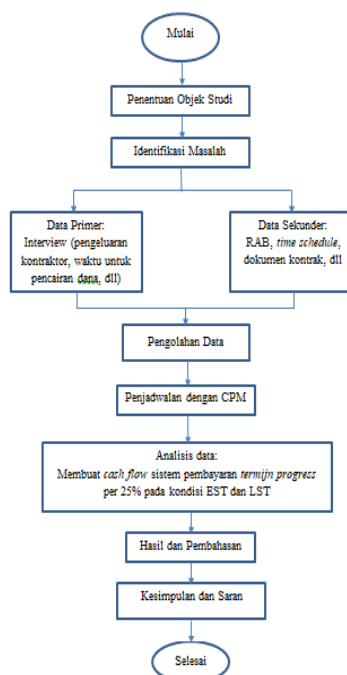 Mulai
Penentuan Objek Studi
Identifikasi Masalah
Data Primer:
Interview (pengeluaran
kontraktor, waktu untuk
pencairan dana, dll)
Data Sekunder:
RAB, time schedule,
dokumen kontrak, dll
Pengolahan Data
Penjadwalan dengan CPM
Analisis data:
Membuat cash flow sistem pembayaran termijn progress
per 25% pada kondisi EST dan LST
Hasil dan Pembahasan
Kesimpulan dan Saran
Selesai